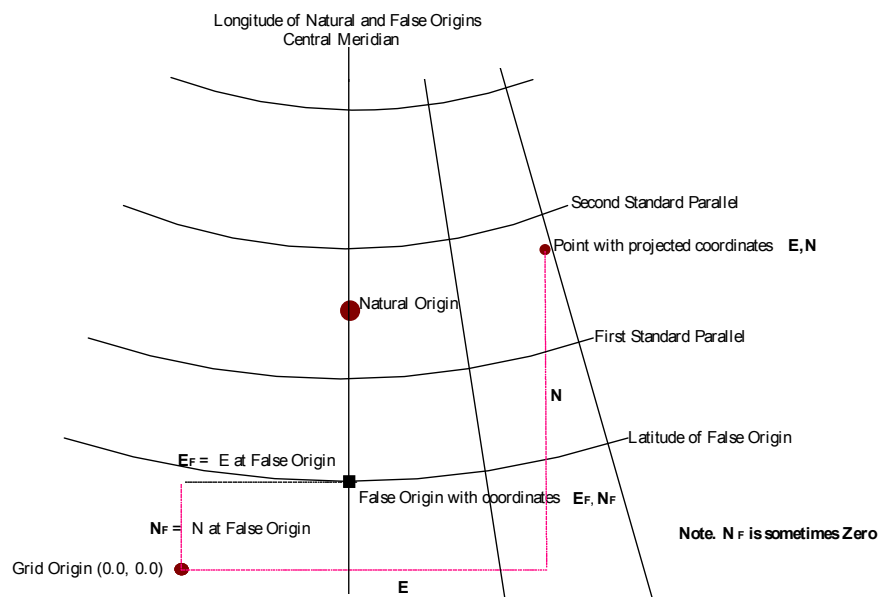 Longitude of Natural and False Origins
Central Meridian
Second Standard Parallel
Point with projected coordinates E, N
Natural Origin
First Standard Parallel
N
Latitude of False Origin
EF = E at False Origin
False Origin with coordinates EF, NF
NF = N at False Origin
Note. NF is sometimes Zero
Grid Origin (0.0, 0.0)
E